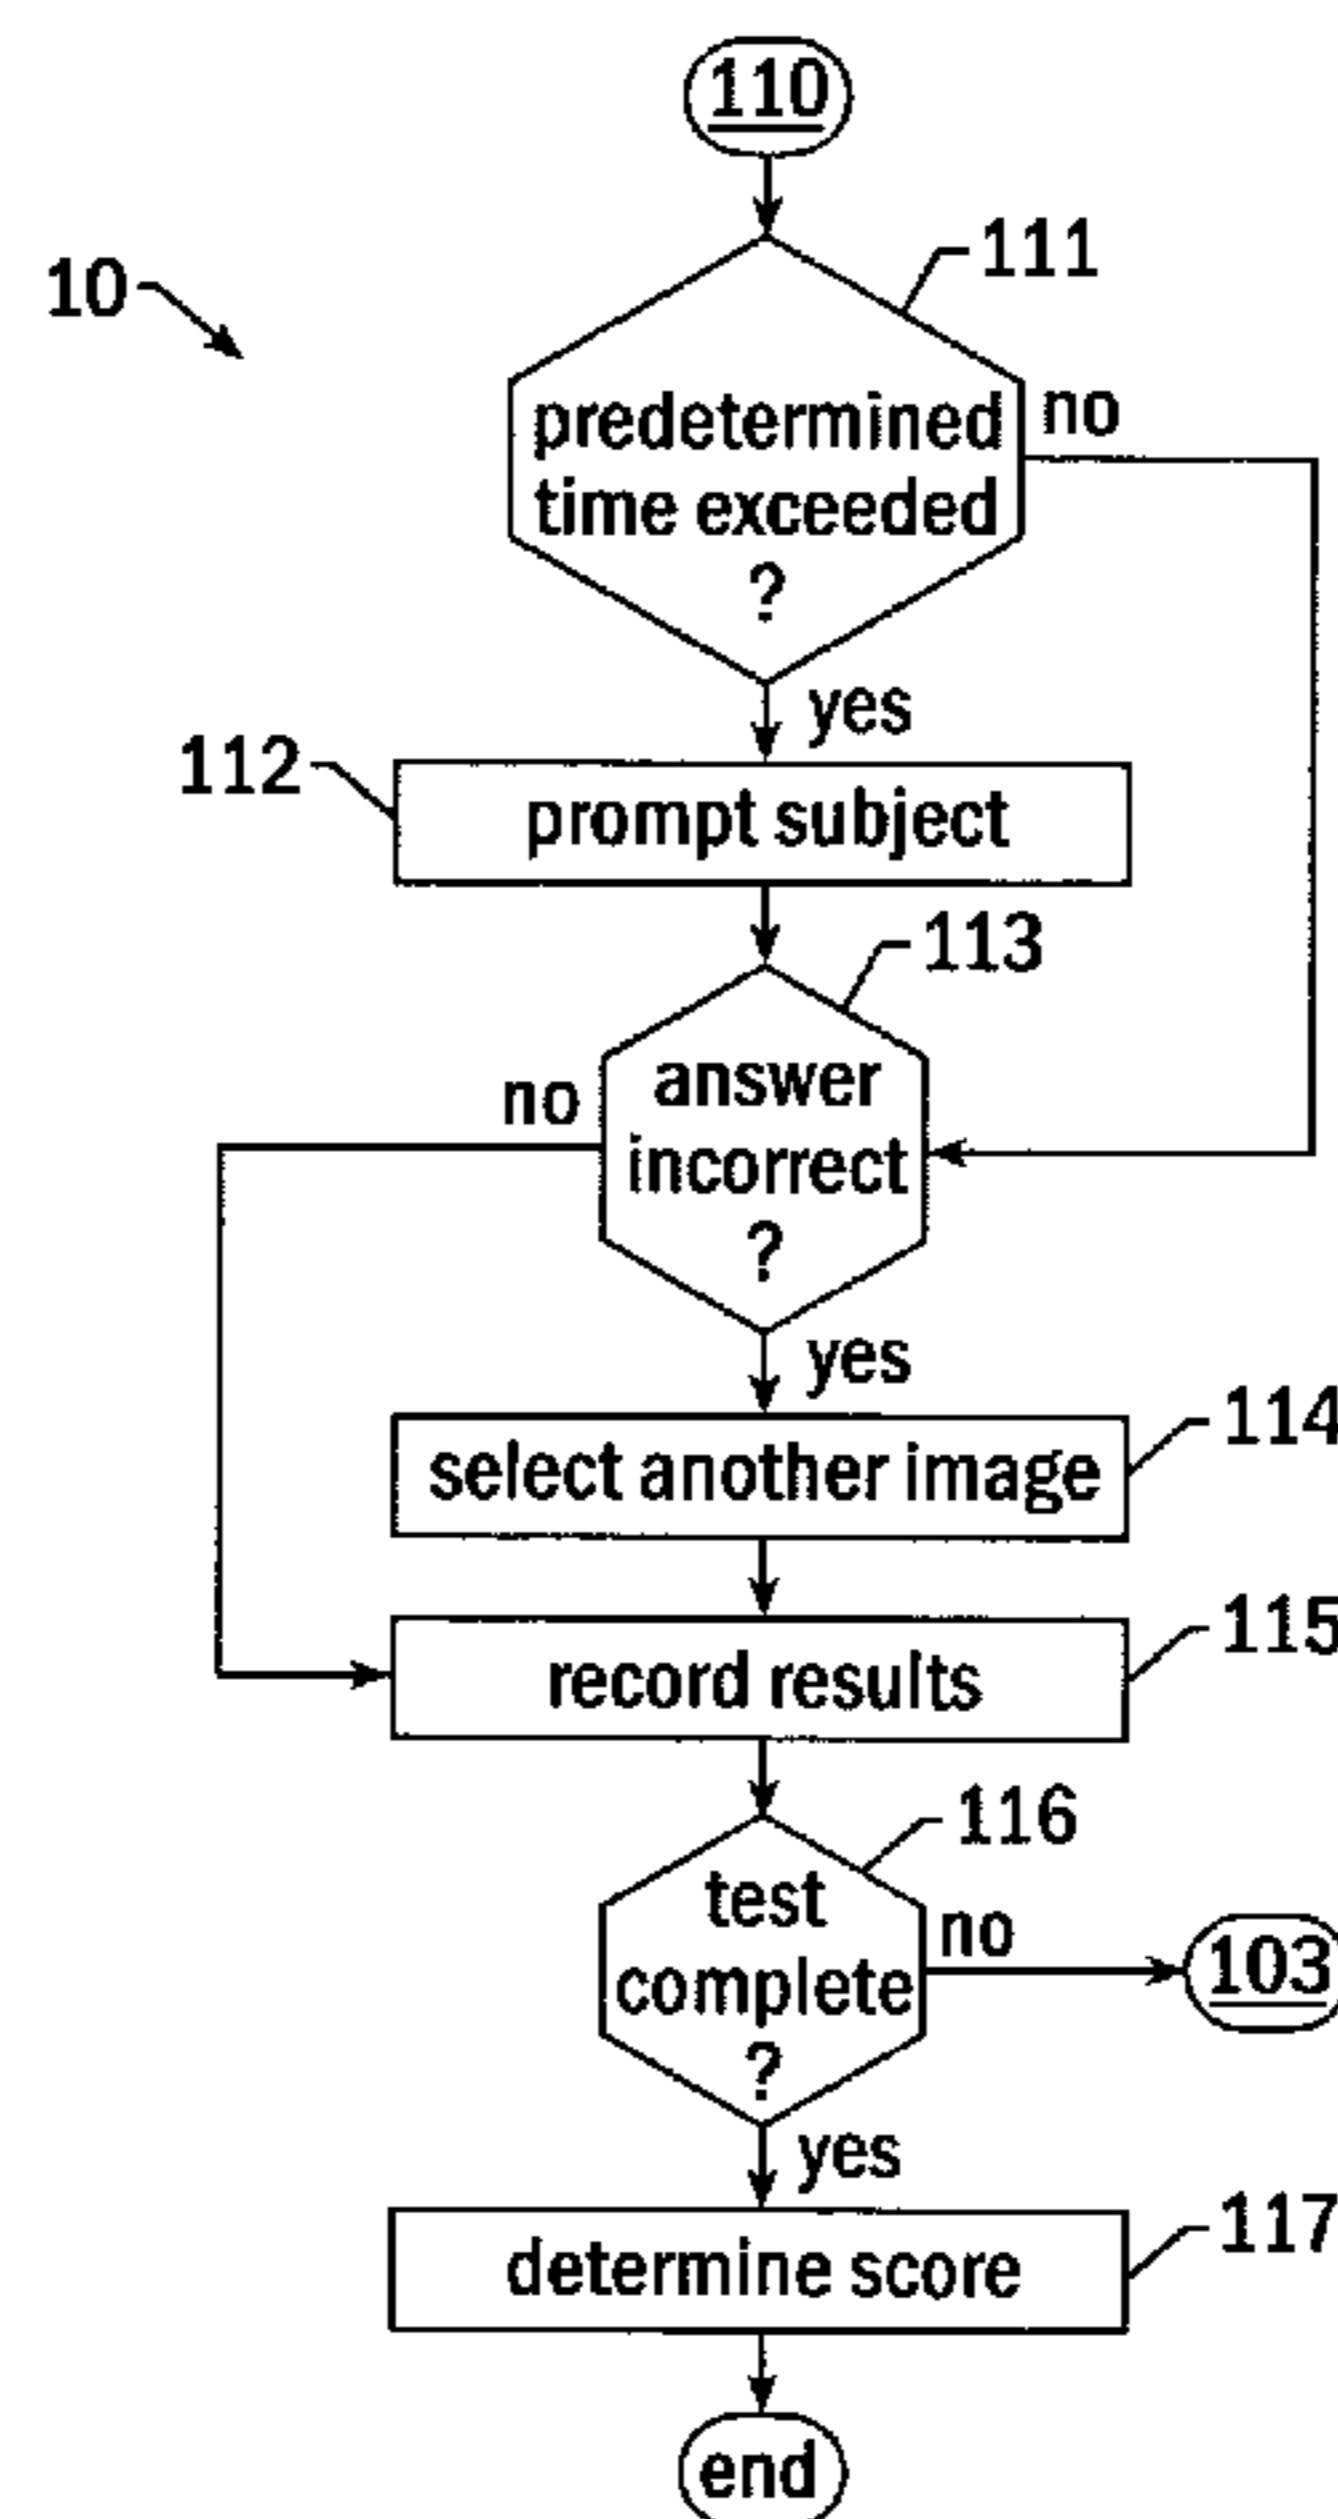 110
111
10
predetermined
time exceeded
?
no
yes
112
prompt subject
113
answer
incorrect
?
no
yes
114
select another image
115
record results
116
test
complete
?
no
103
yes
117
determine score
end